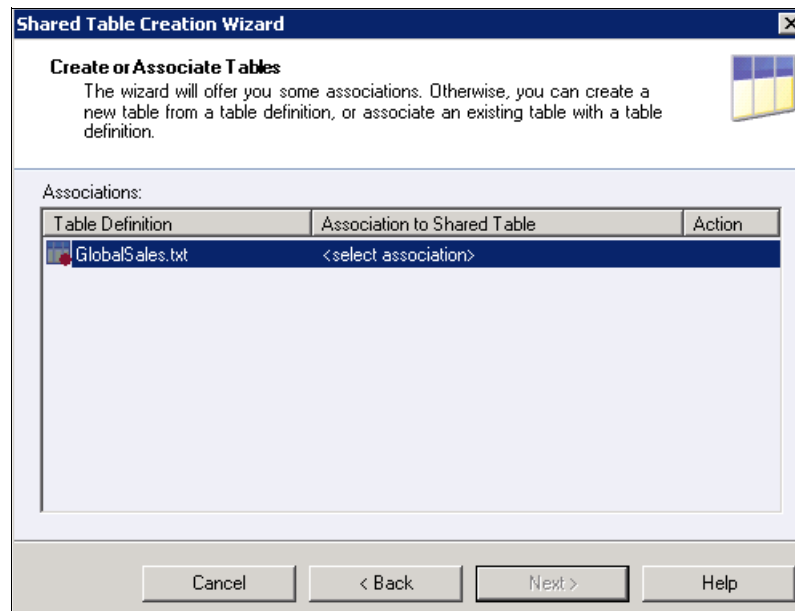 Shared Table Creation Wizard
Create or Associate Tables
The wizard will offer you some associations. Otherwise, you can create a
new table from a table definition, or associate an existing table with a table
definition.
Associations:
Table Definition Association to Shared Table Action
GlobalSales.txt <select association>
Cancel < Back Next > Help